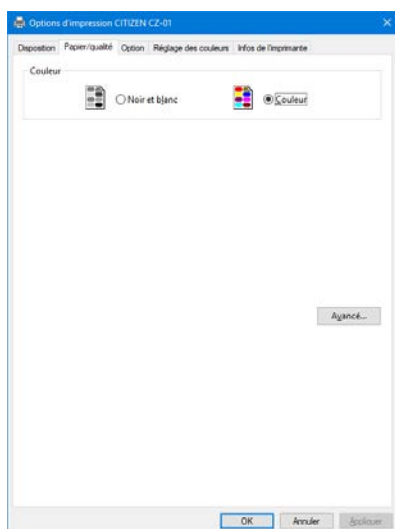 Options d'impression CITIZEN CZ-01
Disposition Papier/qualité Option Réglage des couleurs Infos de l'imprimante
Couleur
Noir et blanc Couleur
Avancé...
OK Annuler Appliquer